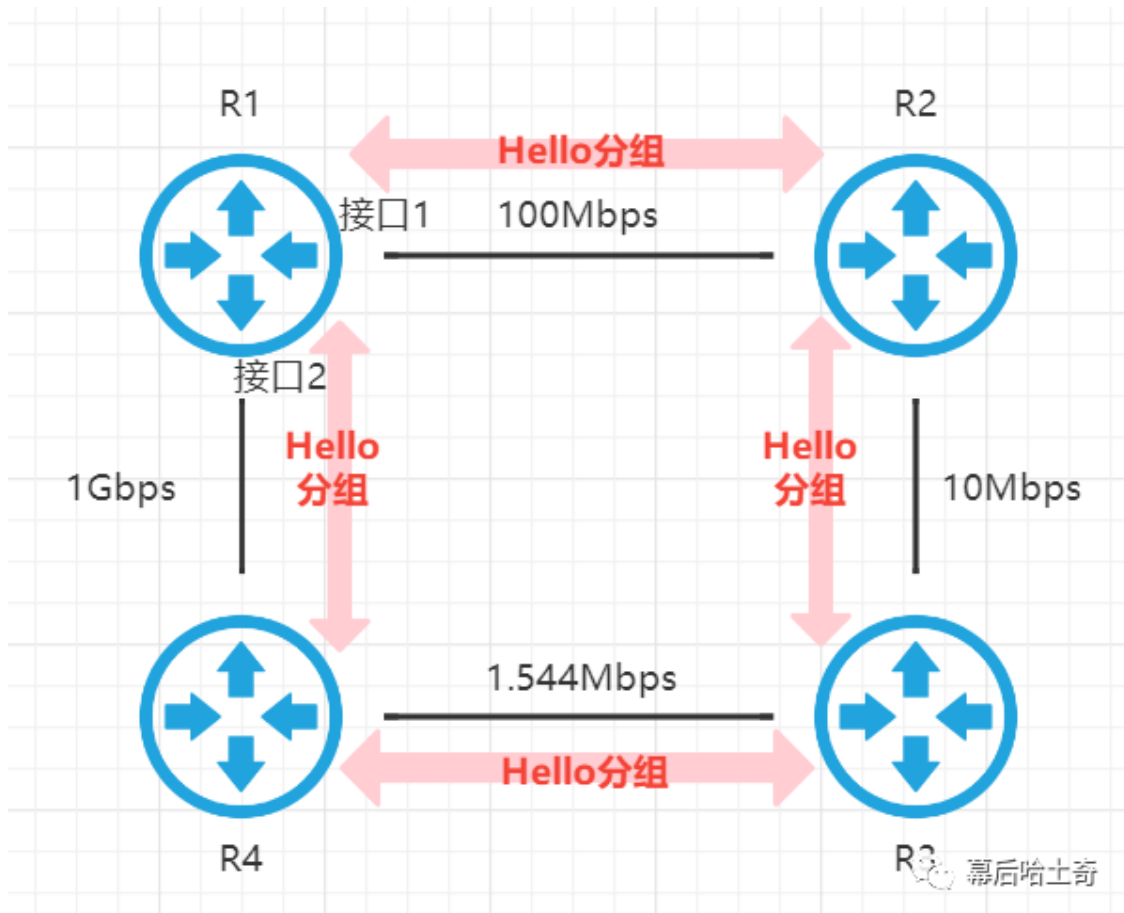 R1
R2
Hello分组
接口1
100Mbps
接口2
Hello
分组
Hello
分组
1Gbps
10Mbps
1.544Mbps
Hello分组
R4
R3
幕后哈士奇